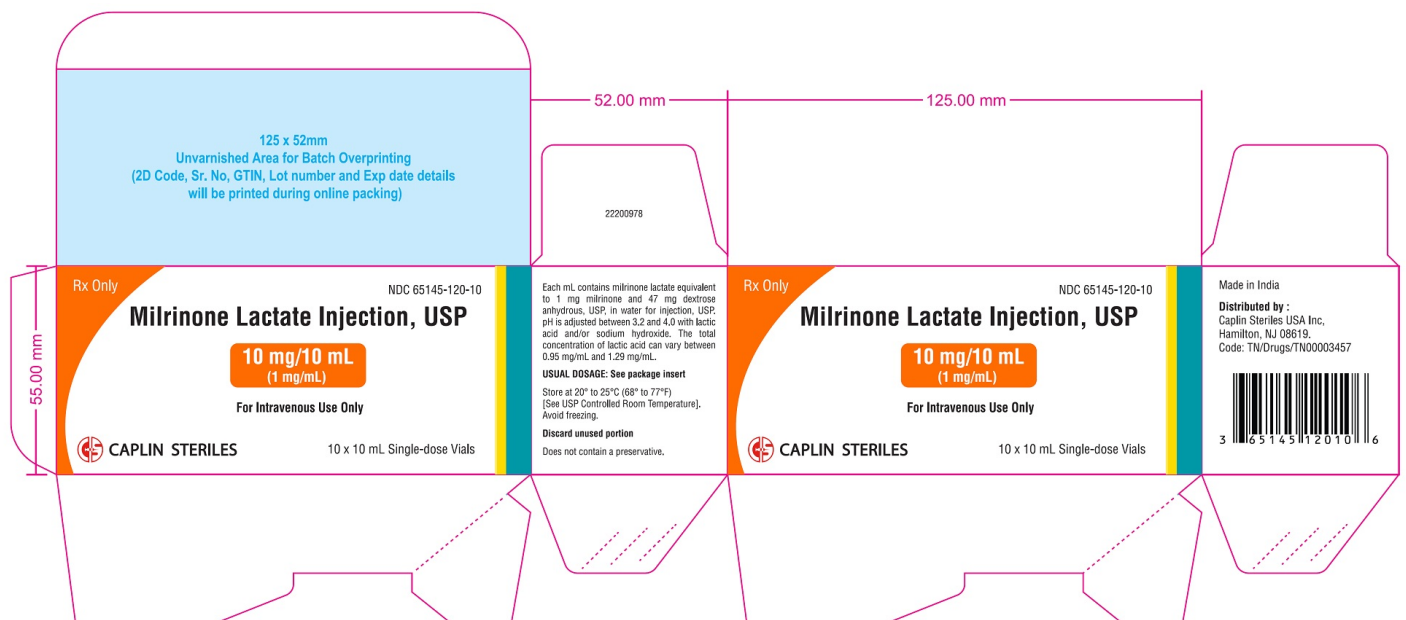 125 x 52mm
Unvarnished Area for Batch Overprinting
(2D Code, Sr. No, GTIN, Lot number and Exp date details
will be printed during online packing)
52.00 mm
125.00 mm
22200978
55.00 mm
Rx Only
NDC 65145-120-10
Milrinone Lactate Injection, USP
10 mg/10 mL
(1 mg/mL)
For Intravenous Use Only
CAPLIN STERILES
10 x 10 mL Single-dose Vials
Each mL contains milrinone lactate equivalent
to 1 mg milrinone and 47 mg dextrose
anhydrous, USP, in water for injection, USP.
pH is adjusted between 3.2 and 4.0 with lactic
acid and/or sodium hydroxide. The total
concentration of lactic acid can vary between
0.95 mg/mL and 1.29 mg/mL.
USUAL DOSAGE: See package insert
Store at 20° to 25°C (68° to 77°F)
[See USP Controlled Room Temperature].
Avoid freezing.
Discard unused portion
Does not contain a preservative.
Rx Only
NDC 65145-120-10
Milrinone Lactate Injection, USP
10 mg/10 mL
(1 mg/mL)
For Intravenous Use Only
CAPLIN STERILES
10 x 10 mL Single-dose Vials
Made in India
Distributed by :
Caplin Steriles USA Inc,
Hamilton, NJ 08619.
Code: TN/Drugs/TN00003457
3 65145 12010 6